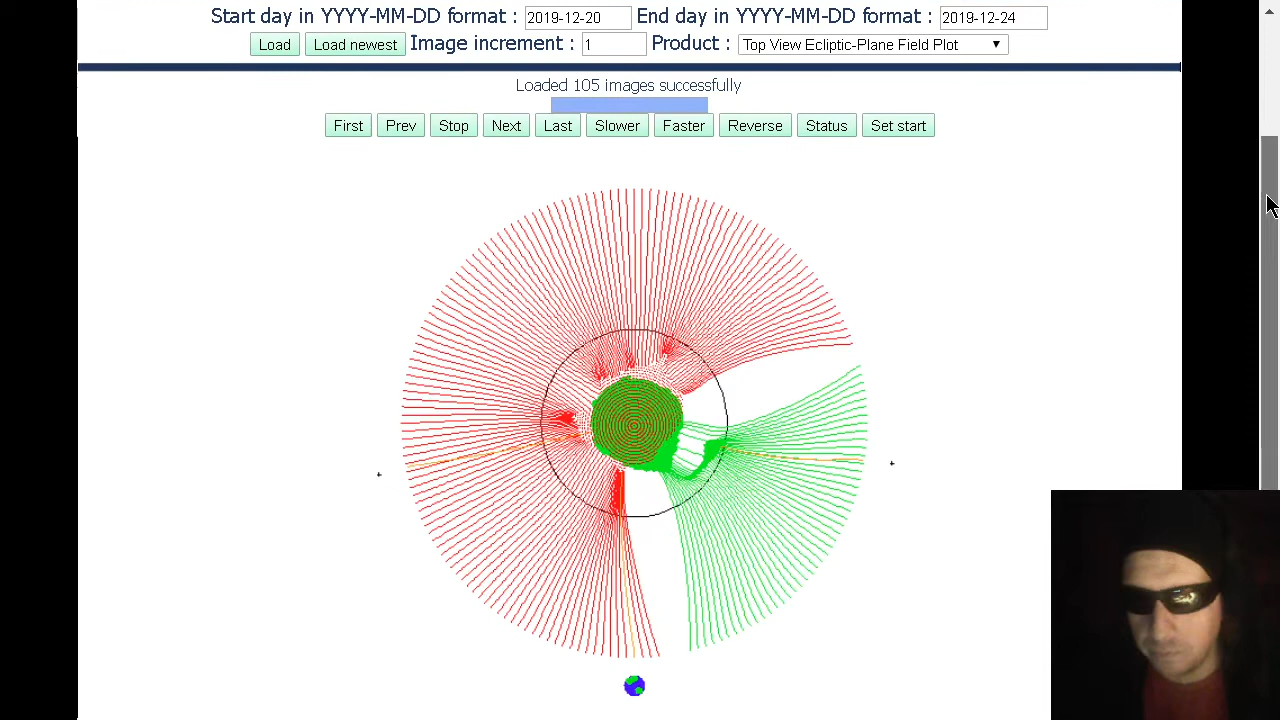 Start day in YYYY-MM-DD format : 2019-12-20 End day in YYYY-MM-DD format : 2019-12-24
Load Load newest Image increment : 1 Product : Top View Ecliptic-Plane Field Plot
Loaded 105 images successfully
First Prev Stop Next Last Slower Faster Reverse Status Set start